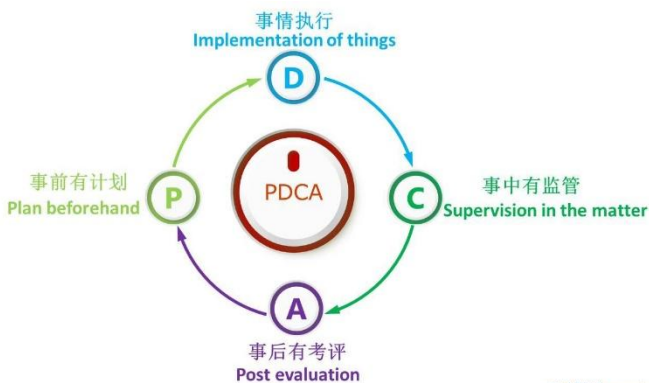 事情执行
Implementation of things
D
事前有计划
Plan beforehand
P
PDCA
C
事中有监管
Supervision in the matter
A
事后有考评
Post evaluation